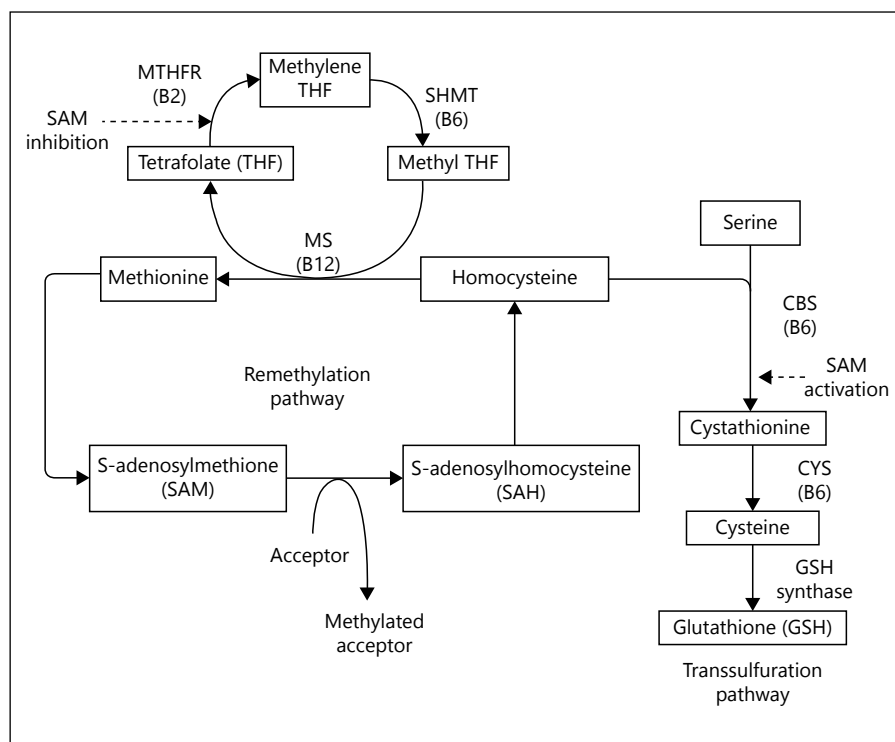 Methylene
THF
MTHFR
(B2)
SHMT
(B6)
SAM
inhibition
Tetrafolate (THF)
Methyl THF
Serine
MS
(B12)
Methionine
Homocysteine
CBS
(B6)
Remethylation
pathway
SAM
activation
Cystathionine
S-adenosylmethione
(SAM)
S-adenosylhomocysteine
(SAH)
CYS
(B6)
Cysteine
Acceptor
GSH
synthase
Methylated
acceptor
Glutathione (GSH)
Transsulfuration
pathway